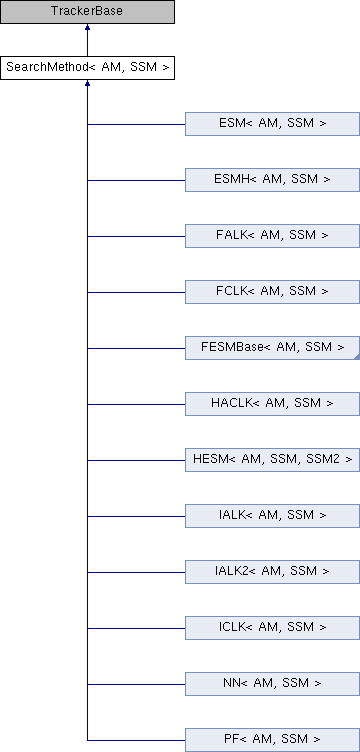 TrackerBase
SearchMethod< AM, SSM >
ESM< AM, SSM >
ESMH< AM, SSM >
FALK< AM, SSM >
FCLK< AM, SSM >
FESMBase< AM, SSM >
HACLK< AM, SSM >
HESM< AM, SSM, SSM2 >
IALK< AM, SSM >
IALK2< AM, SSM >
ICLK< AM, SSM >
NN< AM, SSM >
PF< AM, SSM >